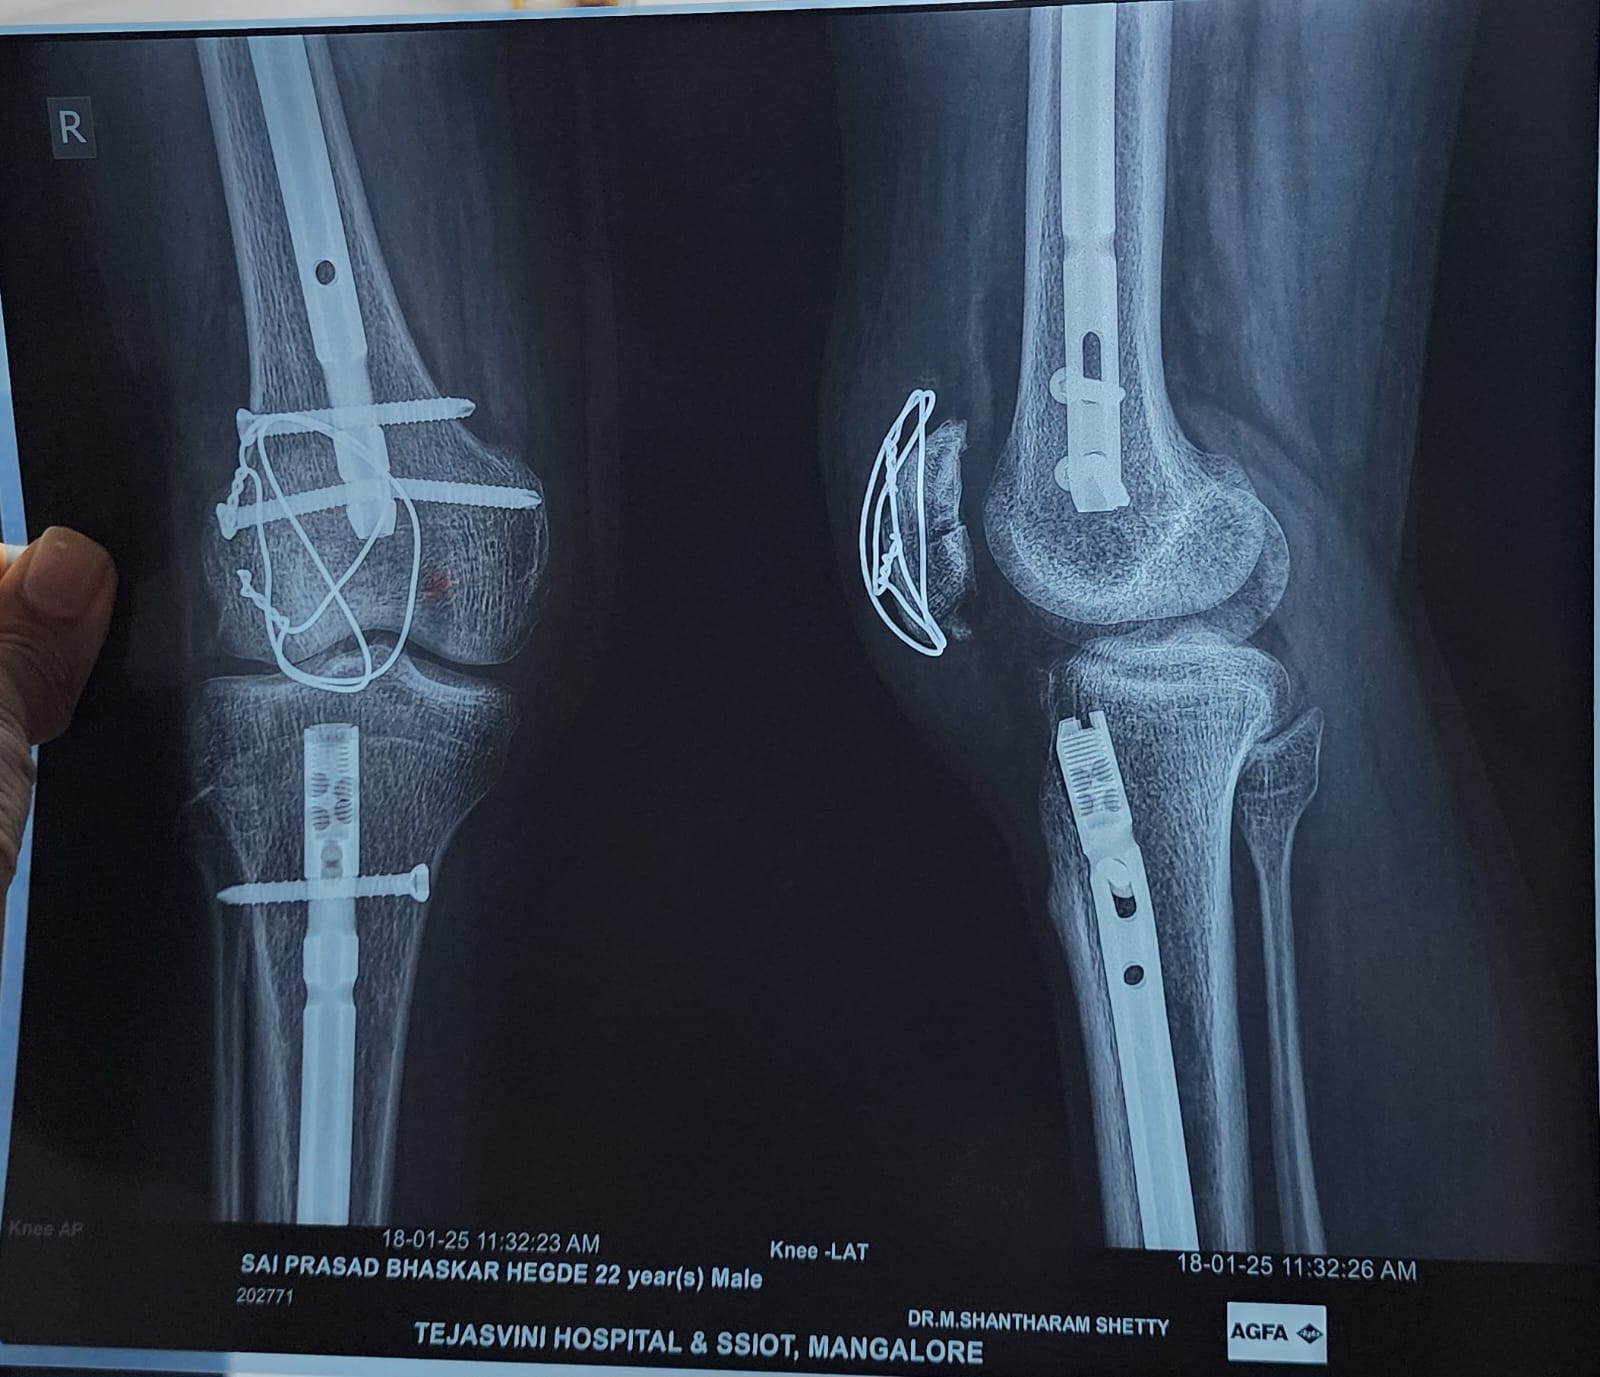 R
Knee AP
18-01-25 11:32:23 AM
Knee -LAT
18-01-25 11:32:26 AM
SAI PRASAD BHASKAR HEGDE 22 year(s) Male
202771
DR.M.SHANTHARAM SHETTY
TEJASVINI HOSPITAL & SSIOT, MANGALORE
AGFA